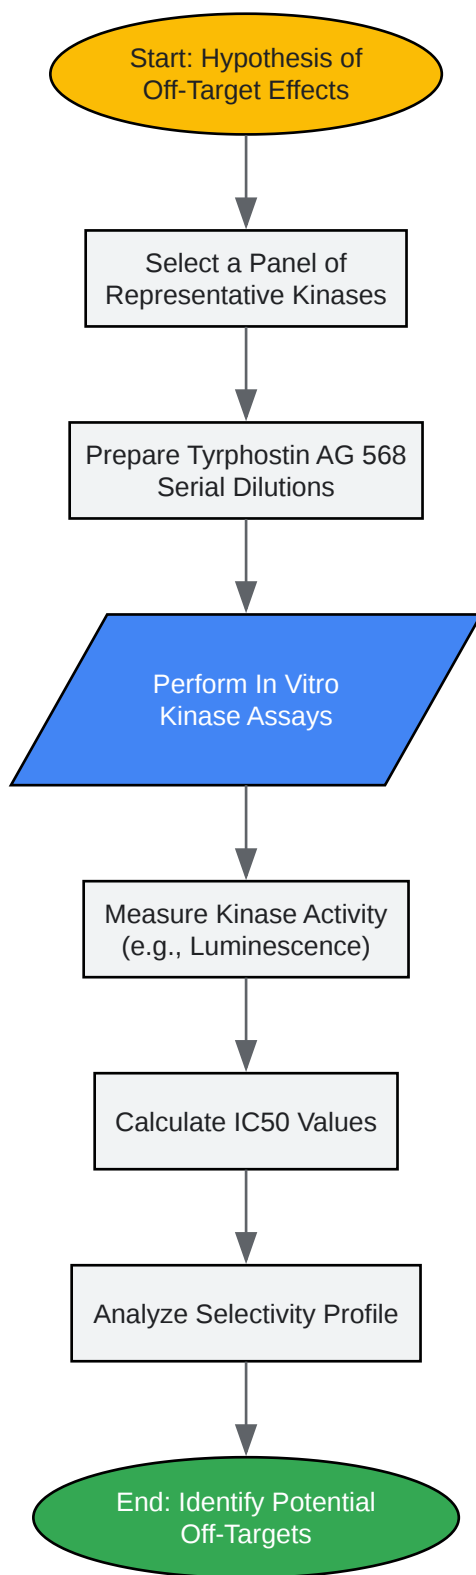 Start: Hypothesis of
Off-Target Effects
Select a Panel of
Representative Kinases
Prepare Tyrphostin AG 568
Serial Dilutions
Perform In Vitro
Kinase Assays
Measure Kinase Activity
(e.g., Luminescence)
Calculate IC50 Values
Analyze Selectivity Profile
End: Identify Potential
Off-Targets